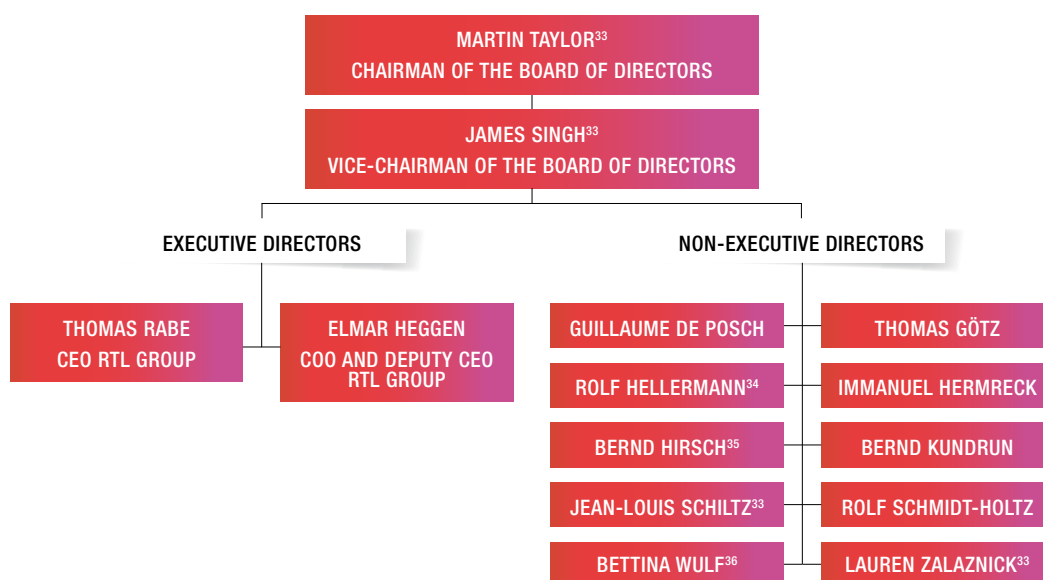 MARTIN TAYLOR³³
CHAIRMAN OF THE BOARD OF DIRECTORS
JAMES SINGH³³
VICE-CHAIRMAN OF THE BOARD OF DIRECTORS
EXECUTIVE DIRECTORS
NON-EXECUTIVE DIRECTORS
THOMAS RABE
CEO RTL GROUP
ELMAR HEGGEN
COO AND DEPUTY CEO
RTL GROUP
GUILLAUME DE POSCH
THOMAS GÖTZ
ROLF HELLERMANN³⁴
IMMANUEL HERMRECK
BERND HIRSCH³⁵
BERND KUNDRUN
JEAN-LOUIS SCHILTZ³³
ROLF SCHMIDT-HOLTZ
BETTINA WULF³⁶
LAUREN ZALAZNICK³³